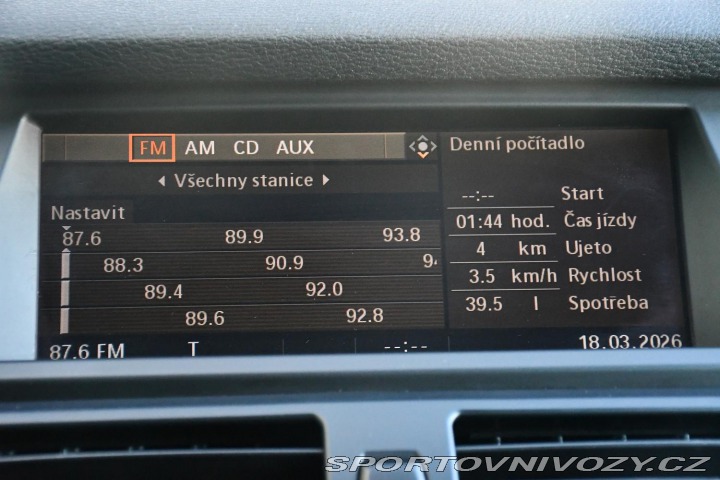 FM AM CD AUX
Všechny stanice
Nastavit
87.6 89.9 93.8
88.3 90.9 94
89.4 92.0
89.6 92.8
87.6 FM T --:--
Denní počítadlo
--:-- Start
01:44 hod. Čas jízdy
4 km Ujeto
3.5 km/h Rychlost
39.5 l Spotřeba
18.03.2026
SPORTOVNIVOZY.CZ